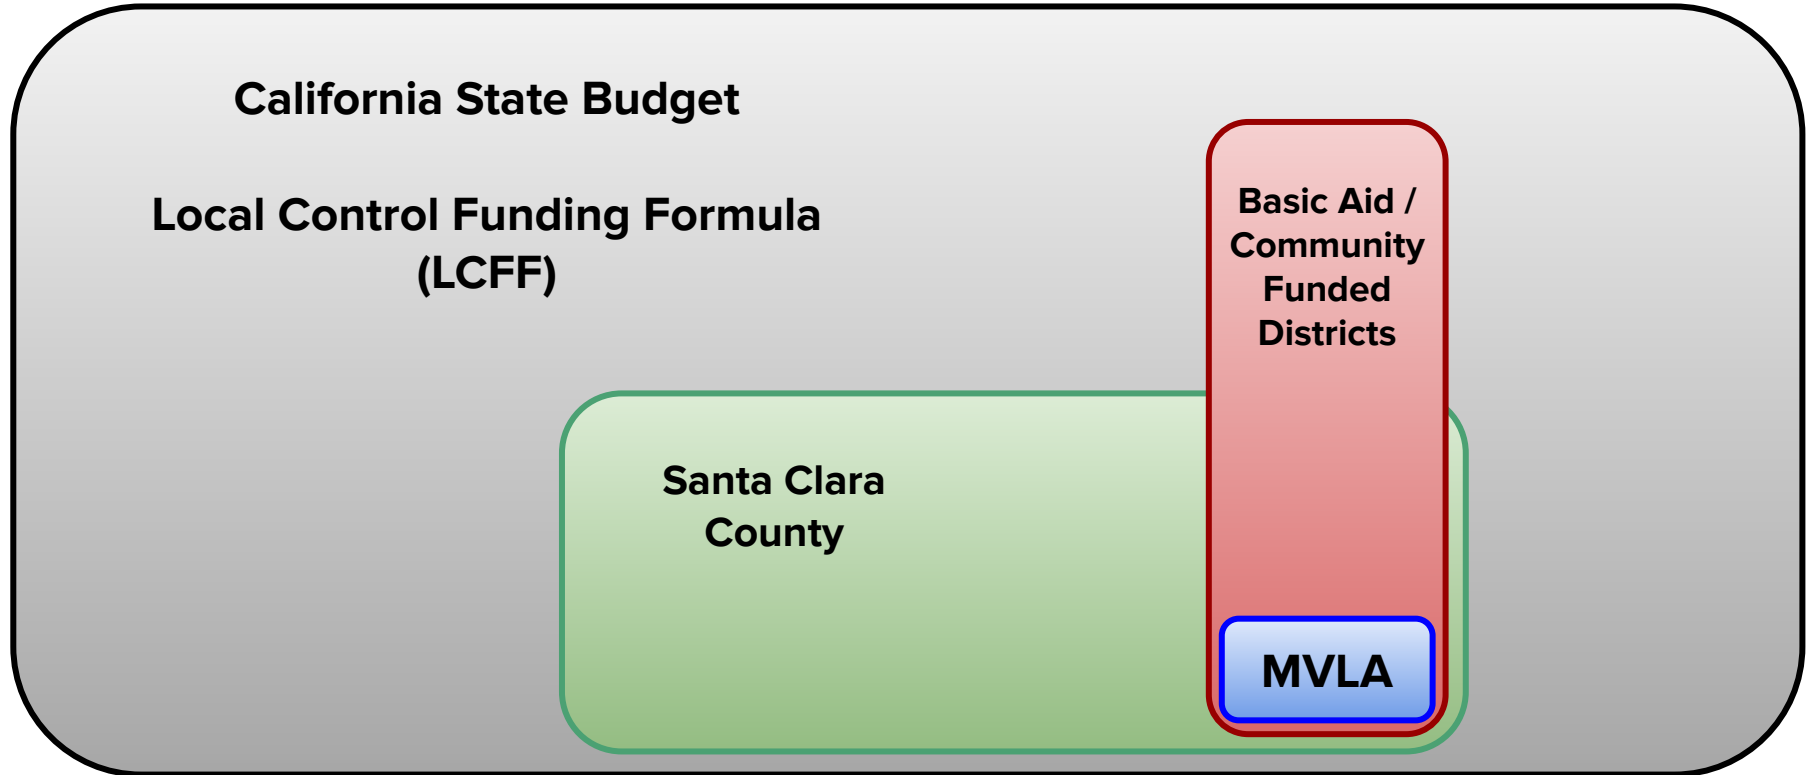 California State Budget
Local Control Funding Formula
(LCFF)
Basic Aid /
Community
Funded
Districts
Santa Clara
County
MVLA